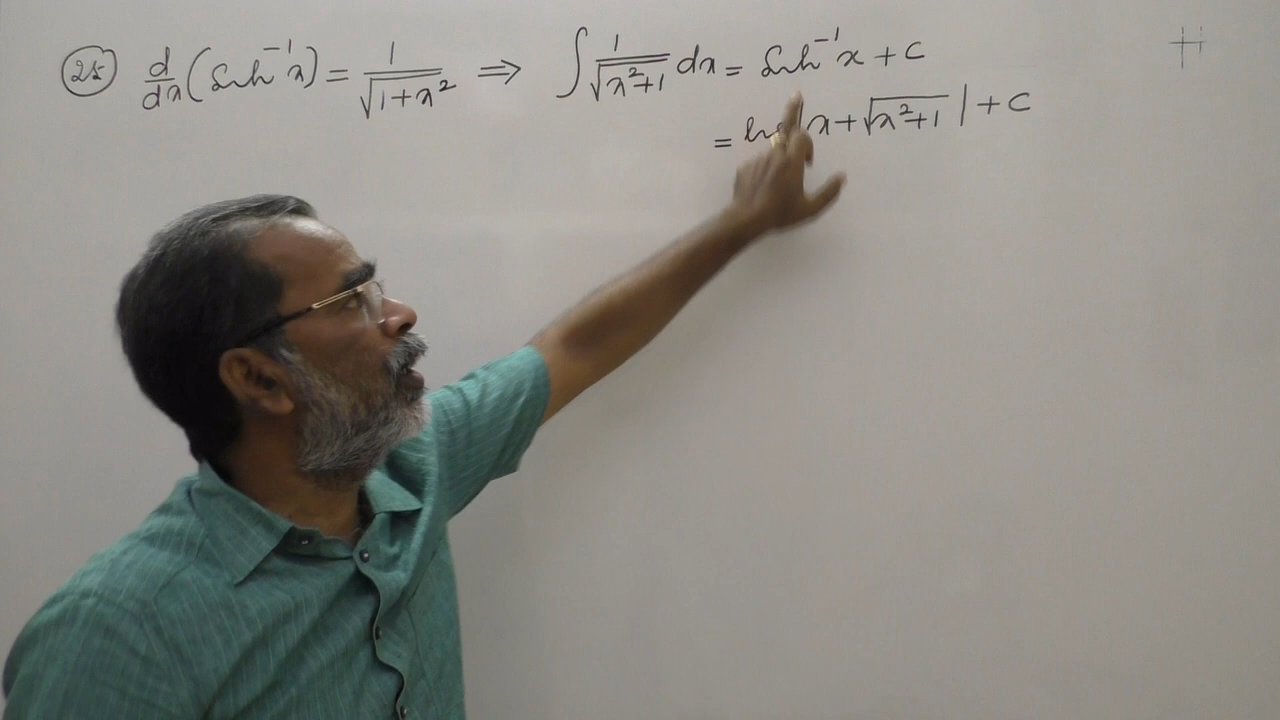 (25) d/dx (Sinh⁻¹x) = 1/√(1+x²) ⇒ ∫ 1/√(x²+1) dx = Sinh⁻¹x + C
= |x+√(x²+1)| + C